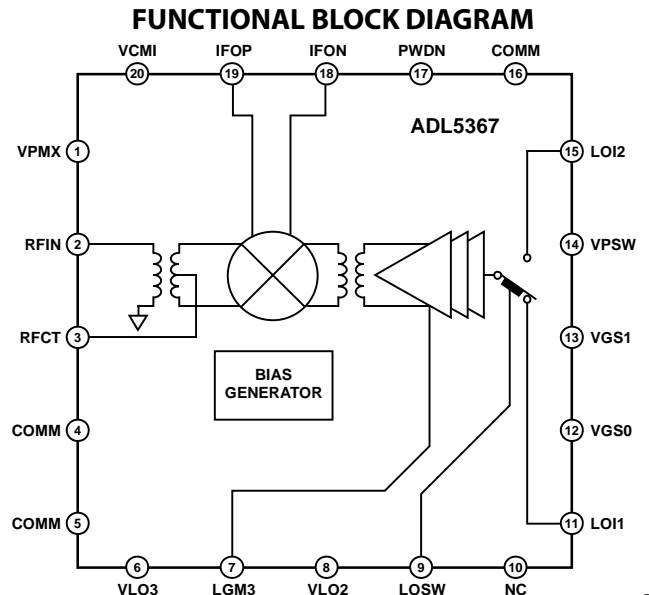 FUNCTIONAL BLOCK DIAGRAM
VCMI IFOP IFON PWDN COMM
20 19 18 17 16
ADL5367
VPMX 1
15 LOI2
RFIN 2
14 VPSW
RFCT 3
13 VGS1
BIAS
GENERATOR
COMM 4
12 VGS0
COMM 5
11 LOI1
6 7 8 9 10
VLO3 LGM3 VLO2 LOSW NC